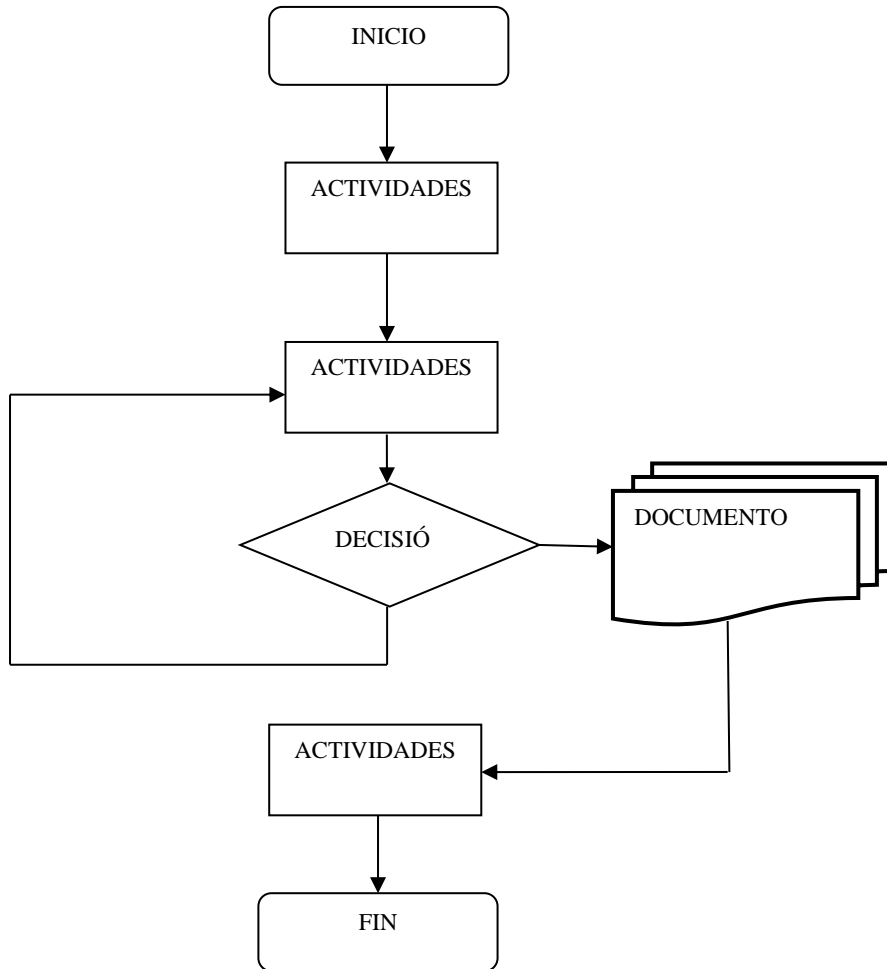 INICIO
ACTIVIDADES
ACTIVIDADES
DECISIÓ
DOCUMENTO
ACTIVIDADES
FIN